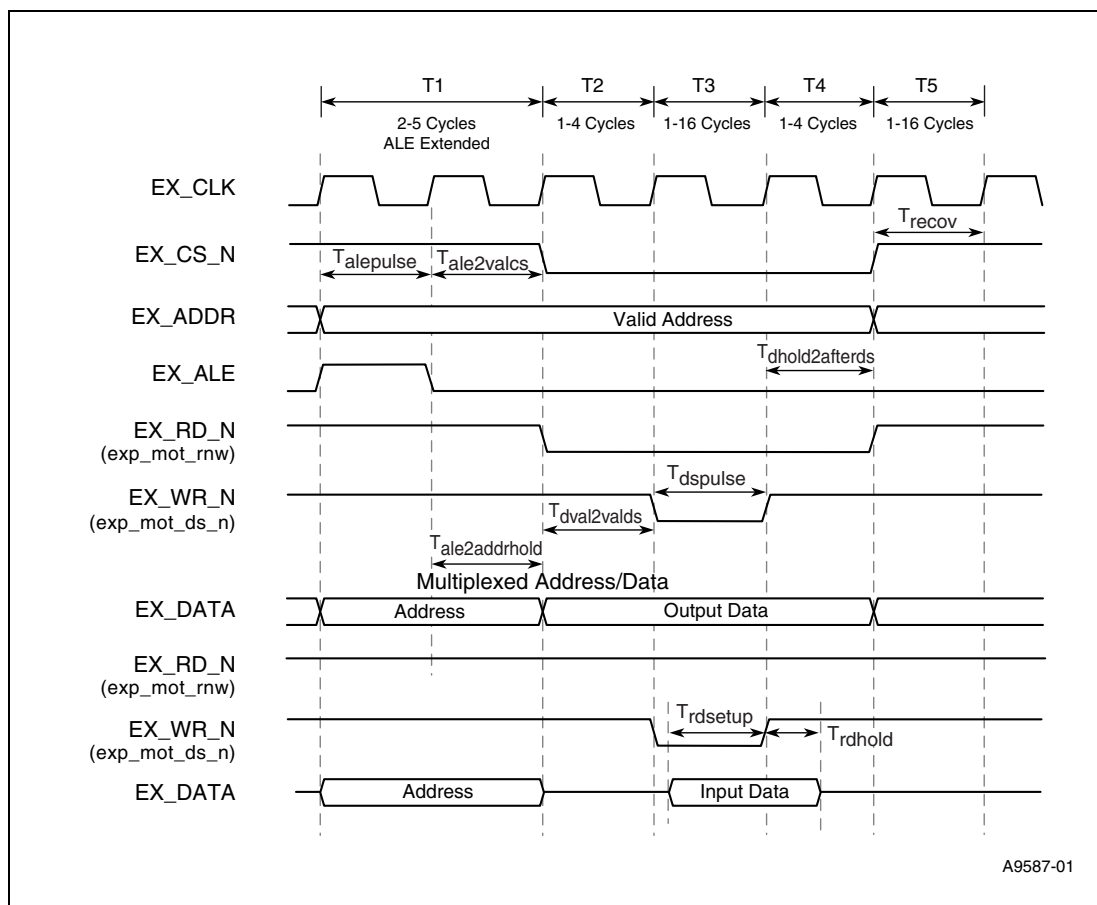 T1 T2 T3 T4 T5
2-5 Cycles 1-4 Cycles 1-16 Cycles 1-4 Cycles 1-16 Cycles
ALE Extended
EX_CLK
Trecov
EX_CS_N
Talepulse Tale2valcs
EX_ADDR
Valid Address
Tdhold2afterds
EX_ALE
EX_RD_N
(exp_mot_rnw)
Tdspulse
EX_WR_N
(exp_mot_ds_n)
Tdval2valds
Tale2addrhold
Multiplexed Address/Data
EX_DATA
Address Output Data
EX_RD_N
(exp_mot_rnw)
Trdsetup
EX_WR_N
(exp_mot_ds_n)
Trdhold
EX_DATA
Address Input Data
A9587-01